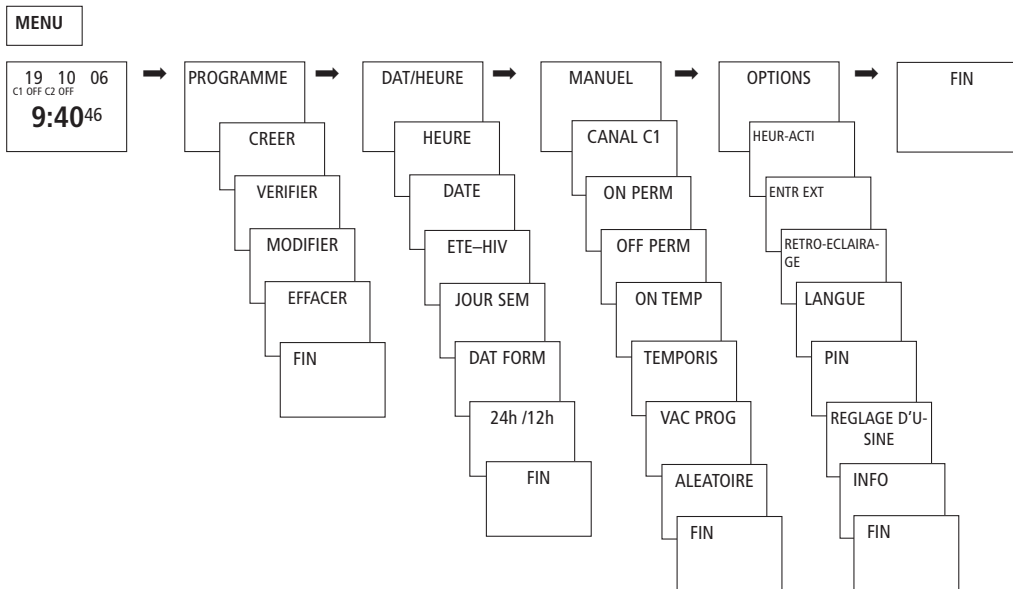 MENU
19 10 06
C1 OFF C2 OFF
9:40 46
PROGRAMME
CREER
VERIFIER
MODIFIER
EFFACER
FIN
DAT/HEURE
HEURE
DATE
ETE–HIV
JOUR SEM
DAT FORM
24h /12h
FIN
MANUEL
CANAL C1
ON PERM
OFF PERM
ON TEMP
TEMPORIS
VAC PROG
ALEATOIRE
FIN
OPTIONS
HEUR-ACTI
ENTR EXT
RETRO-ECLAIRA-
GE
LANGUE
PIN
REGLAGE D’U-
SINE
INFO
FIN
FIN